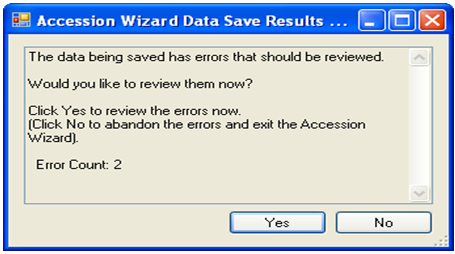 Accession Wizard Data Save Results ...
The data being saved has errors that should be reviewed.
Would you like to review them now?
Click Yes to review the errors now.
(Click No to abandon the errors and exit the Accession
Wizard).
Error Count: 2
Yes No